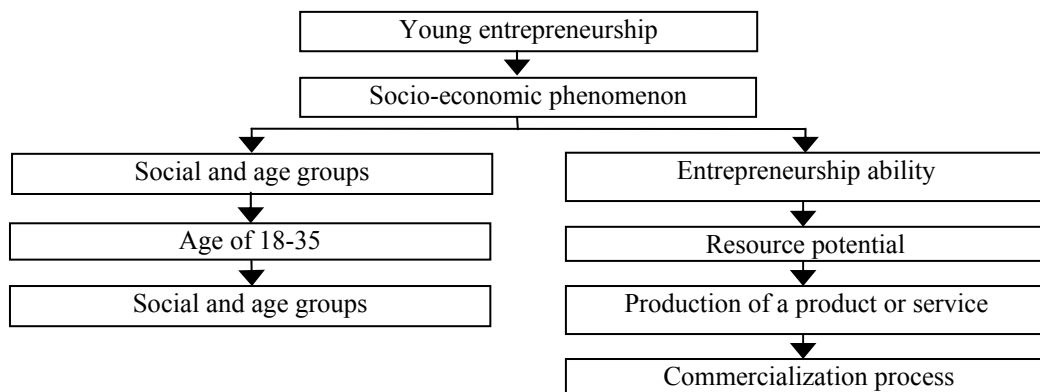 Young entrepreneurship
Socio-economic phenomenon
Social and age groups
Age of 18-35
Social and age groups
Entrepreneurship ability
Resource potential
Production of a product or service
Commercialization process